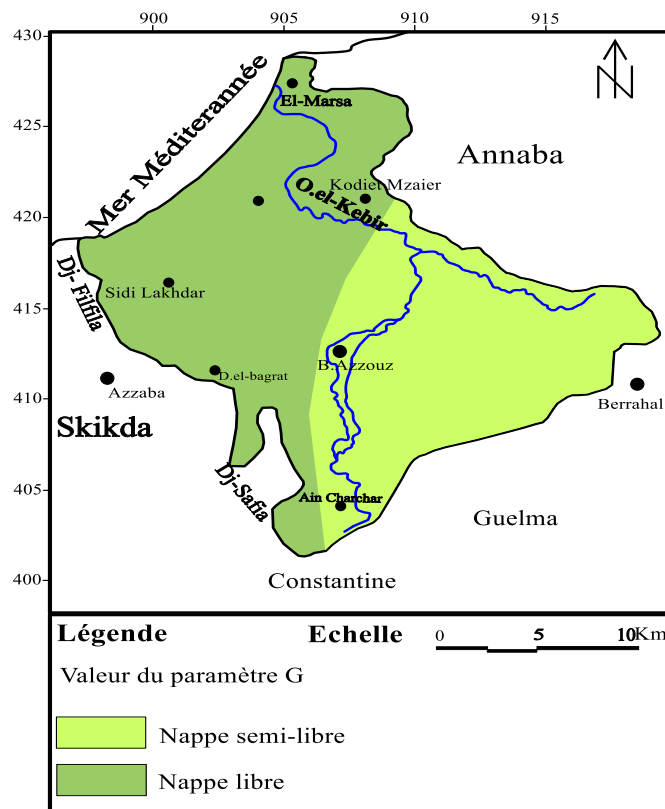 900 905 910 915
430
425
420
415
410
405
400
N
Mer Méditerannée
El-Marsa
Annaba
Kodiet Mzaier
O.el-Kebir
Dj-Filfila
Sidi Lakhdar
B.Azzouz
D.el-bagrat
Azzaba
Berrahal
Skikda
Dj-Safia
Ain Charchar
Guelma
Constantine
Légende
Echelle
0 5 10Km
Valeur du paramètre G
Nappe semi-libre
Nappe libre